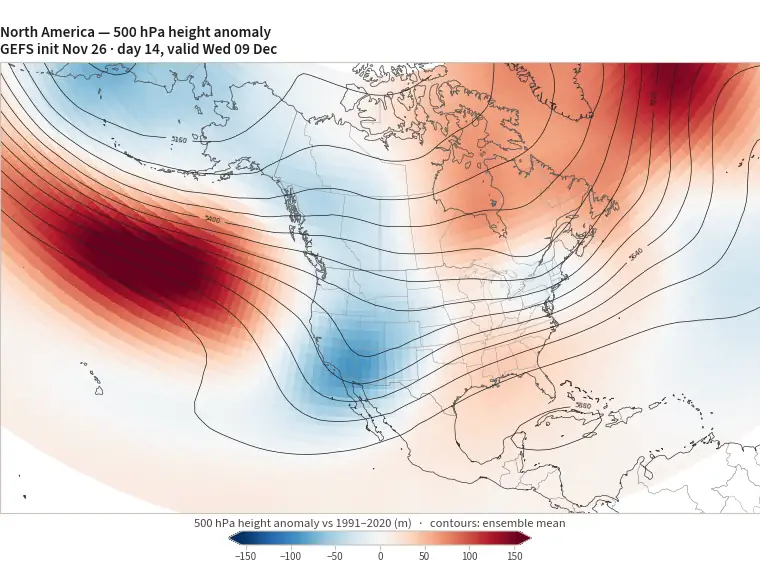 North America — 500 hPa height anomaly
GEFS init Nov 26 · day 14, valid Wed 09 Dec
5160
5400
5640
5880
500 hPa height anomaly vs 1991–2020 (m) · contours: ensemble mean
−150 −100 −50 0 50 100 150